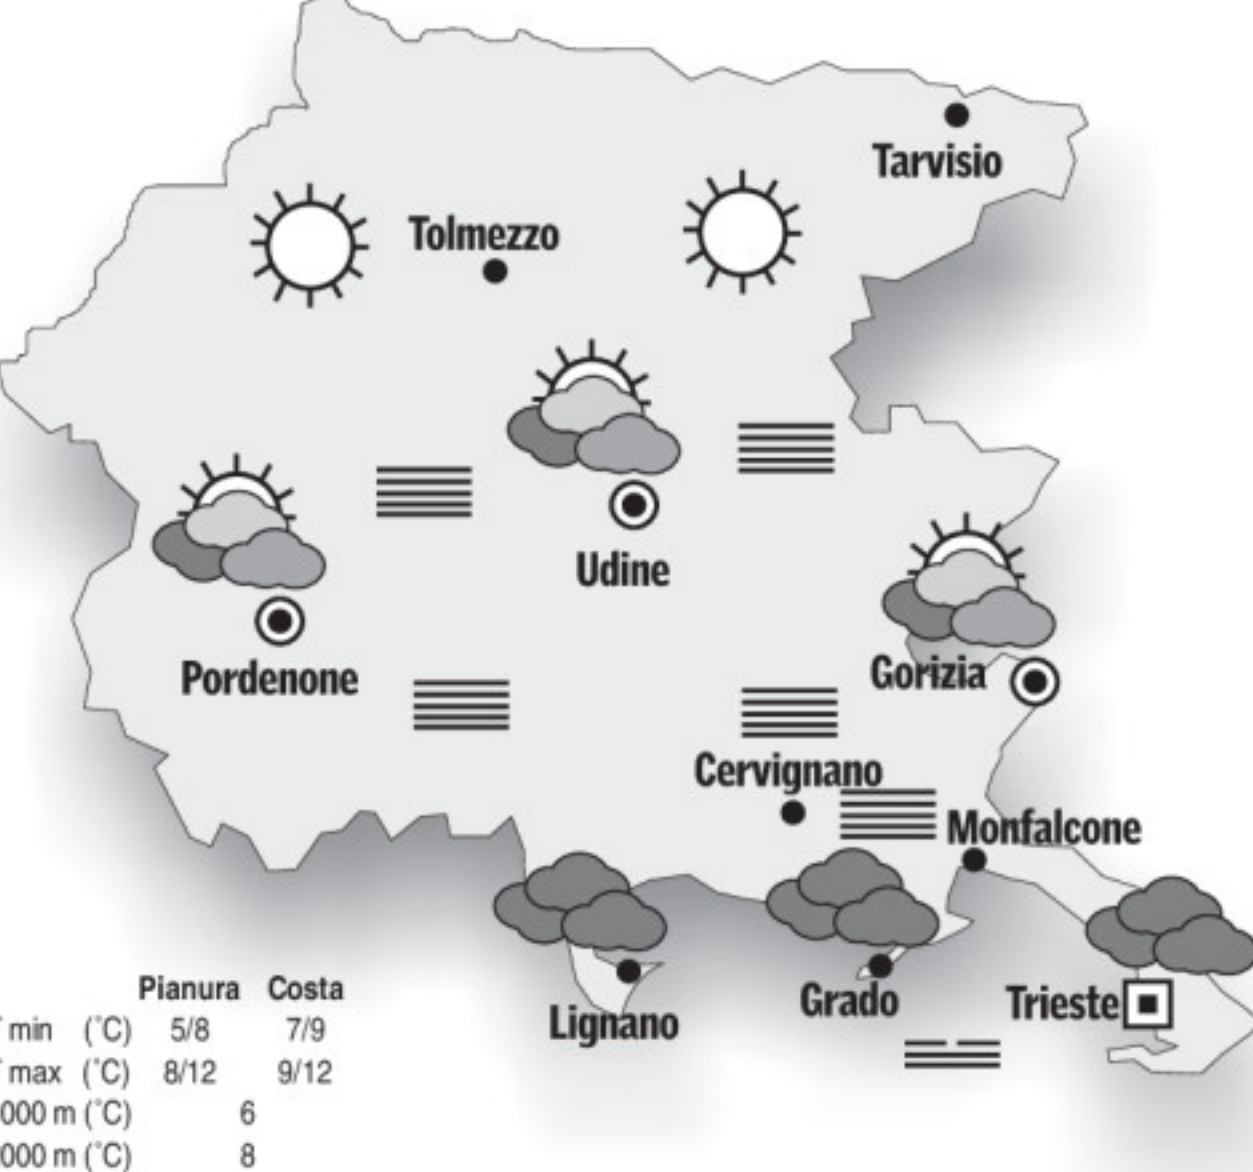 Tarvisio
Tolmezzo
Udine
Pordenone
Gorizia
Cervignano
Monfalcone
Lignano
Grado
Trieste
Pianura Costa
min (°C) 5/8 7/9
max (°C) 8/12 9/12
000 m (°C) 6
000 m (°C) 8